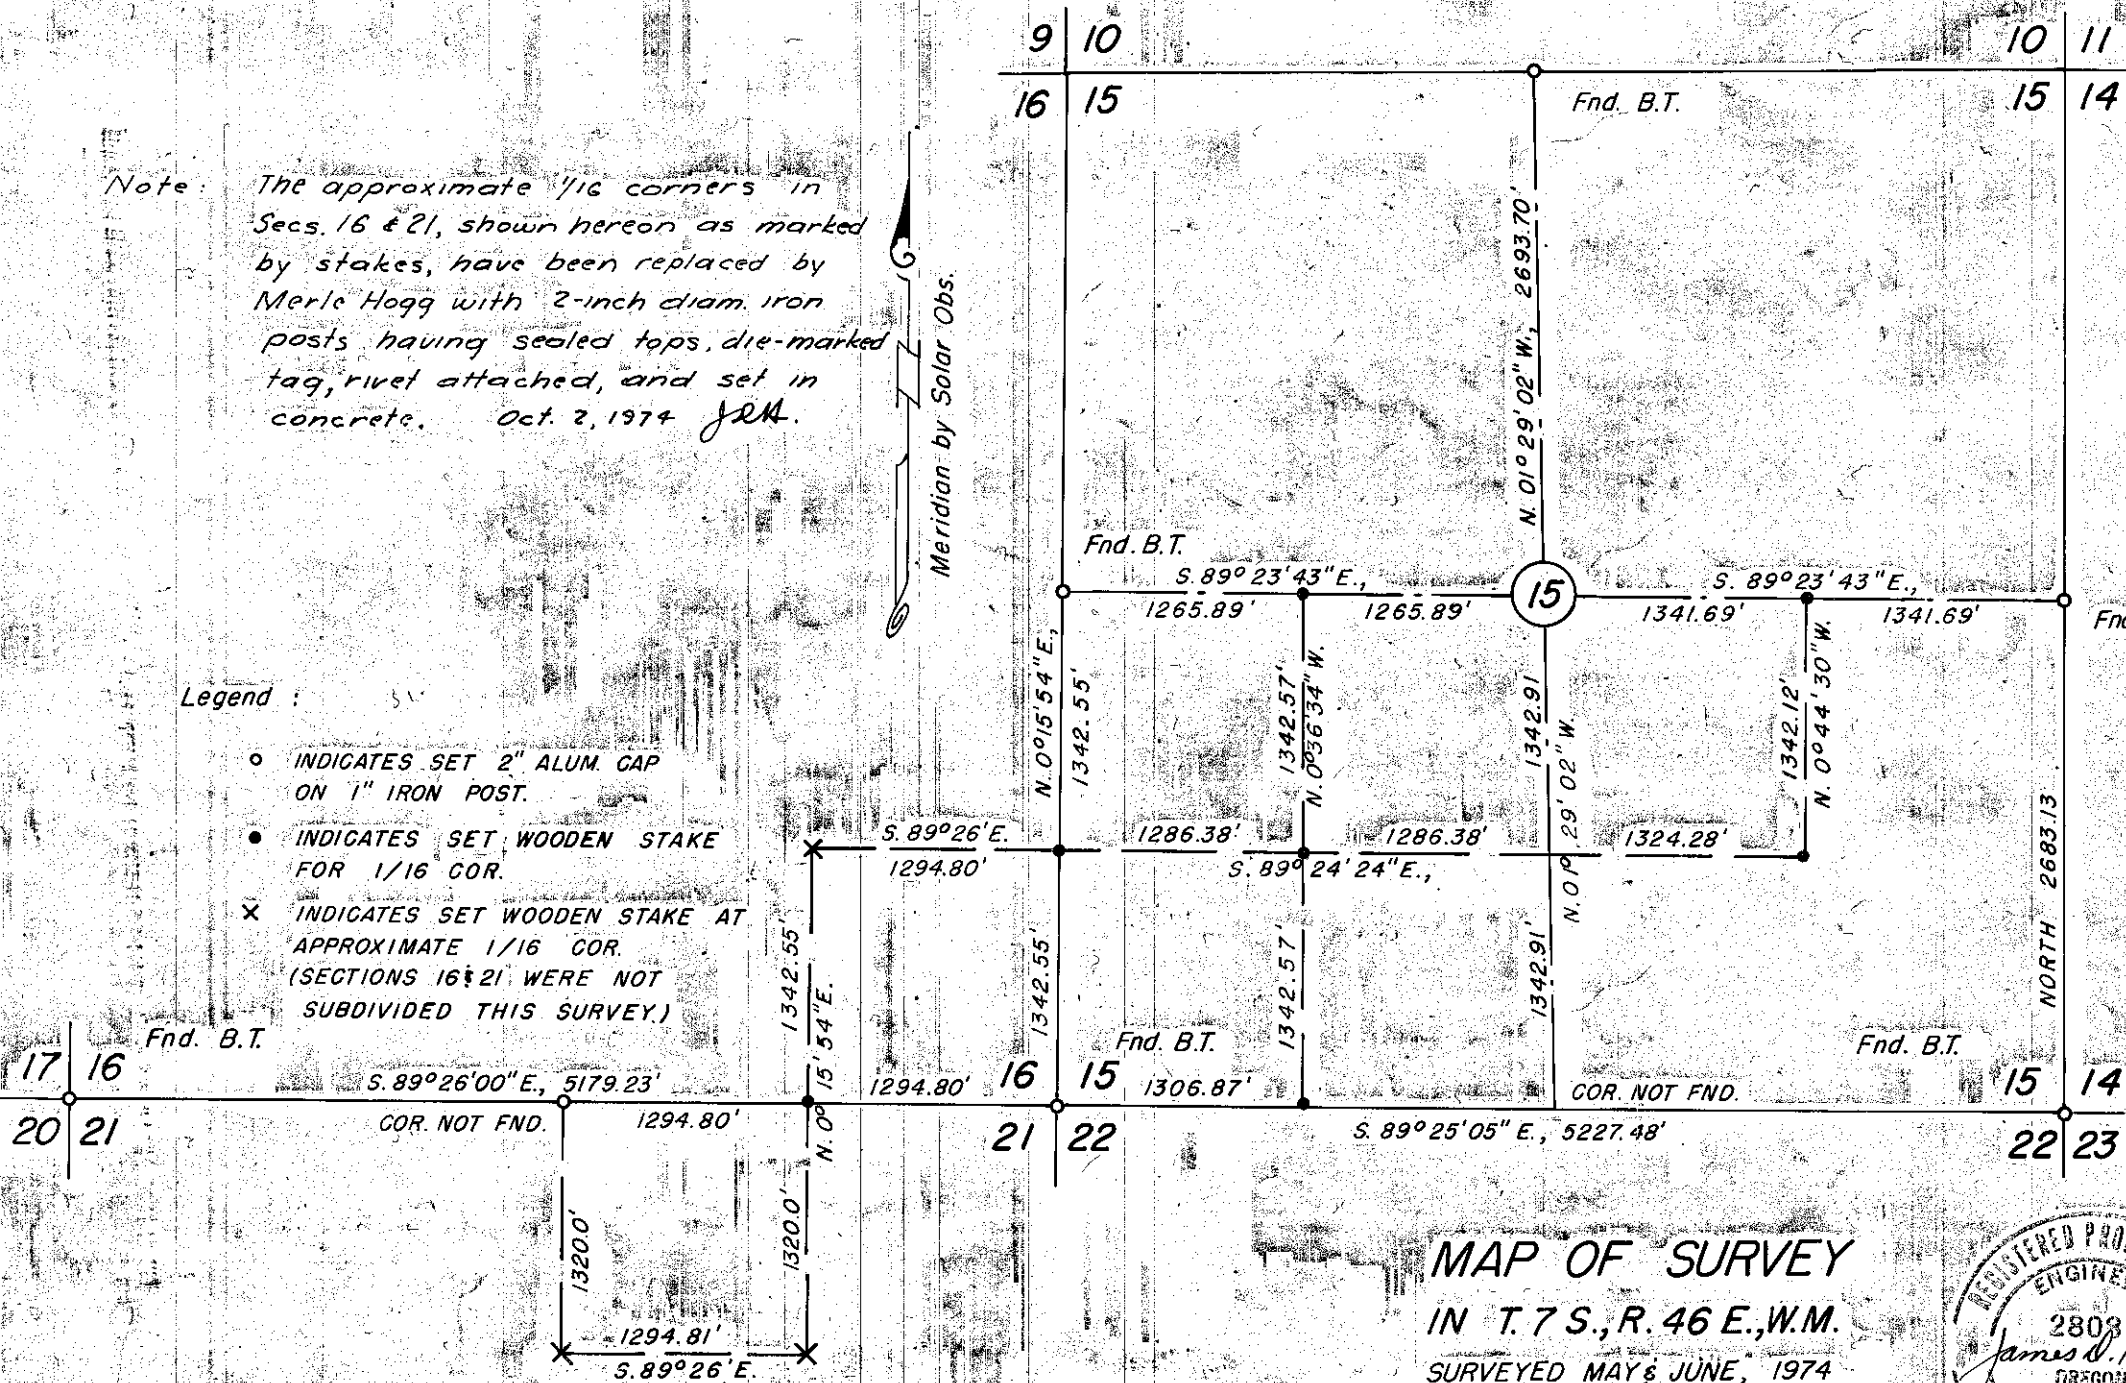 9 10
10 11
16 15
15 14
Fnd. B.T.
Note: The approximate 1/16 corners in
Secs. 16 & 21, shown hereon as marked
by stakes, have been replaced by
Merle Hogg with 2-inch diam. iron
posts having sealed tops, die-marked
tag, rivet attached, and set in
concrete. Oct. 2, 1974 JDH.
Meridian by Solar Obs.
N. 01° 29' 02" W., 2693.70'
Fnd. B.T.
S. 89° 23' 43" E.,
1265.89'
1265.89'
15
S. 89° 23' 43" E.,
1341.69'
1341.69'
N. 0° 15' 54" E.,
1342.55'
1342.57'
N. 0° 36' 34" W.
1342.91'
N. 01° 29' 02" W.
1342.12'
N. 0° 44' 30" W.
NORTH 2683.13
Legend :
INDICATES SET 2" ALUM. CAP
ON 1" IRON POST.
INDICATES SET WOODEN STAKE
FOR 1/16 COR.
INDICATES SET WOODEN STAKE AT
APPROXIMATE 1/16 COR.
(SECTIONS 16 & 21 WERE NOT
SUBDIVIDED THIS SURVEY.)
S. 89° 26' E.
1294.80'
1286.38'
1286.38'
1324.28'
S. 89° 24' 24" E.,
1342.55'
N. 0° 15' 54" E.
1342.55'
1342.57'
1342.91'
Fnd. B.T.
17 16
20 21
S. 89° 26' 00" E., 5179.23'
COR. NOT FND.
1294.80'
1294.80'
16 15
21 22
Fnd. B.T.
1306.87'
COR. NOT FND.
S. 89° 25' 05" E., 5227.48'
Fnd. B.T.
15 14
22 23
1320.0'
1320.0'
1294.81'
S. 89° 26' E.
MAP OF SURVEY
IN T. 7 S., R. 46 E., W.M.
SURVEYED MAY & JUNE, 1974
REGISTERED
James D.